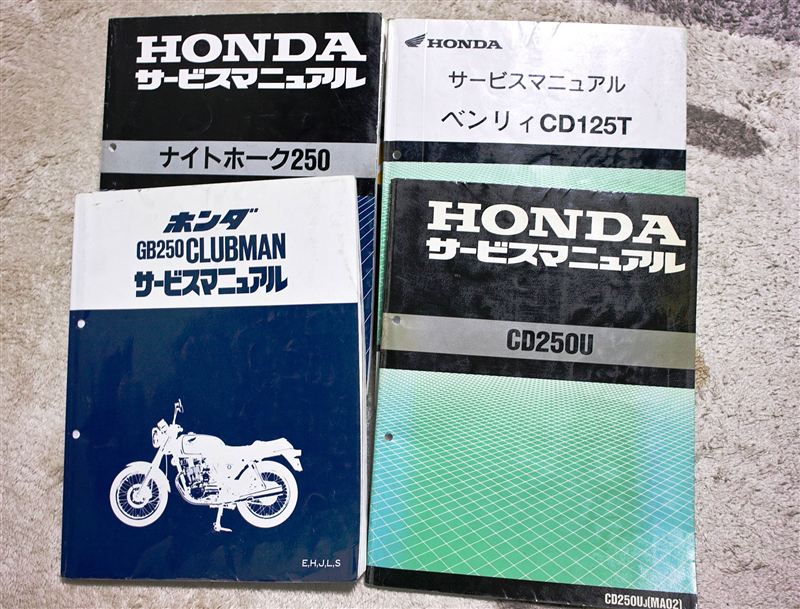 HONDA
サービスマニュアル
ナイトホーク250
HONDA
サービスマニュアル
ベンリィCD125T
ホンダ
GB250 CLUBMAN
サービスマニュアル
E,H,J,L,S
HONDA
サービスマニュアル
CD250U
CD250UJ(MA02)